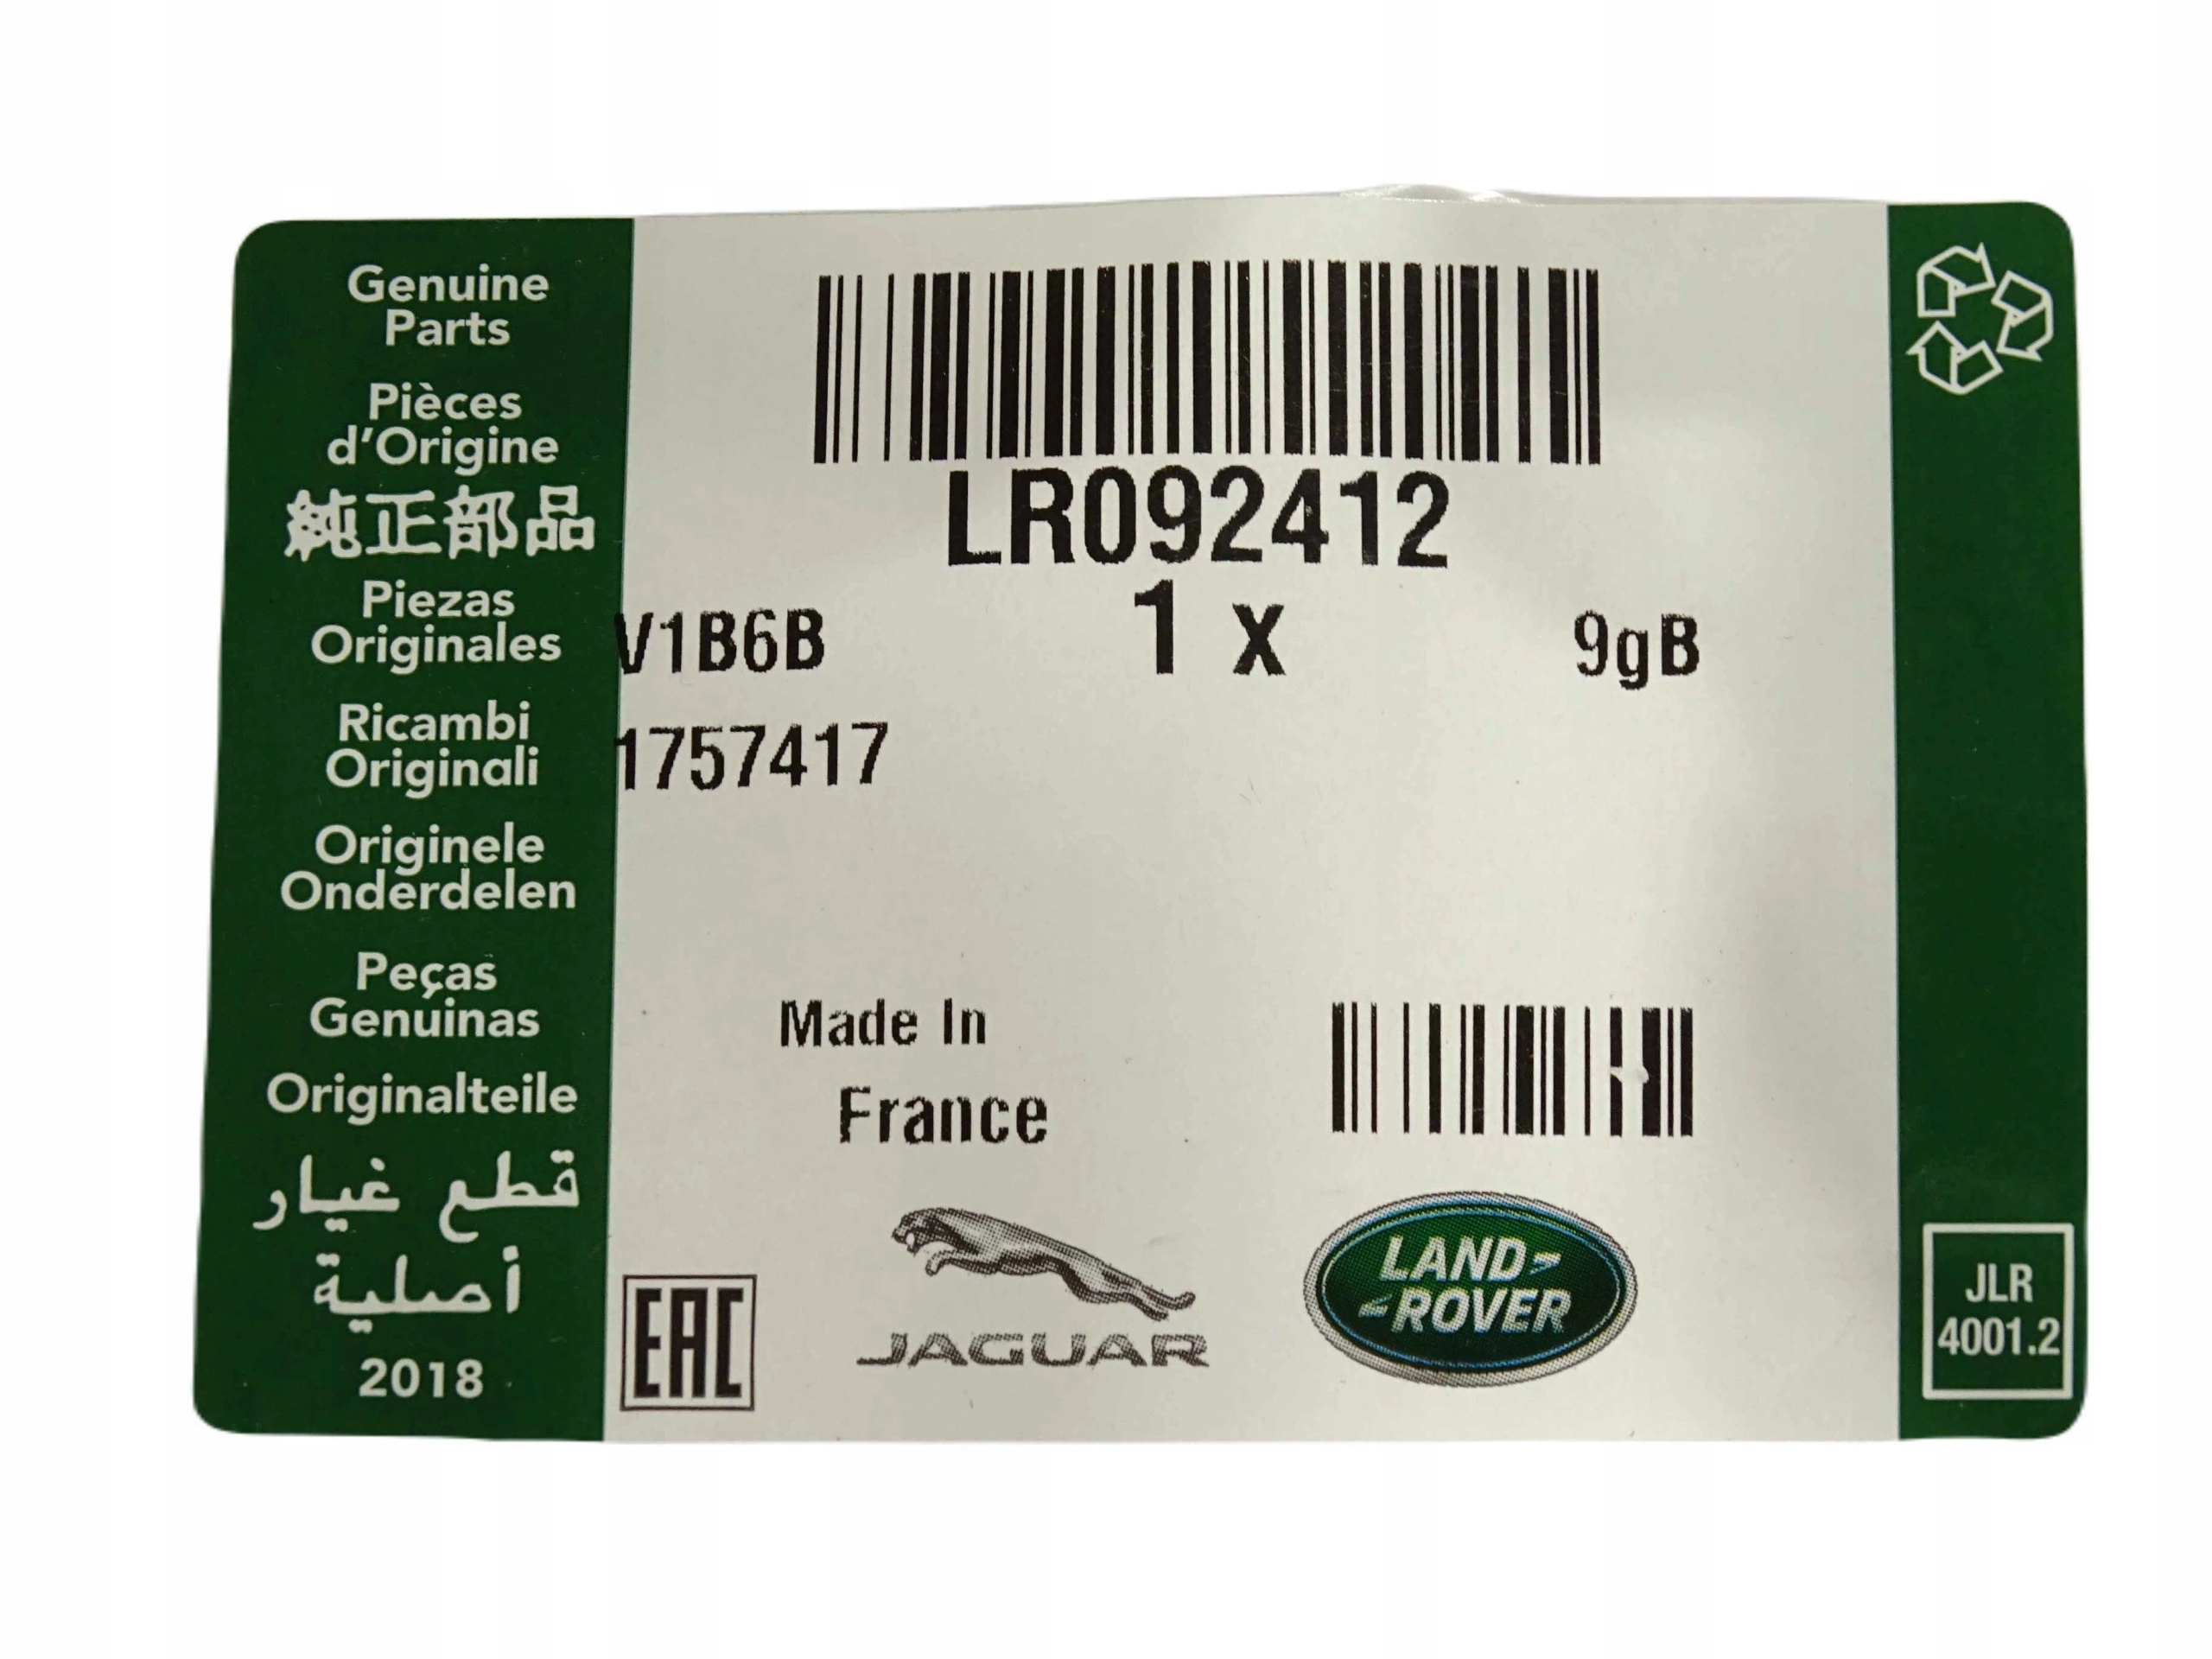 Genuine
Parts
Pièces
d'Origine
純正部品
Piezas
Originales
Ricambi
Originali
Originele
Onderdelen
Peças
Genuinas
Originalteile
قطع غيار
أصلية
2018
LR092412
1 x
V1B6B
9gB
1757417
Made In
France
EAC
JAGUAR
LAND-
ROVER
JLR
4001.2